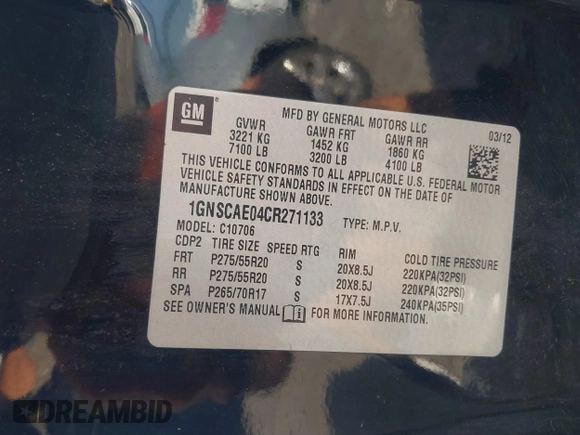 GM
MFD BY GENERAL MOTORS LLC
03/12
GVWR GAWR FRT GAWR RR
3221 KG 1452 KG 1860 KG
7100 LB 3200 LB 4100 LB
THIS VEHICLE CONFORMS TO ALL APPLICABLE U.S. FEDERAL MOTOR
VEHICLE SAFETY STANDARDS IN EFFECT ON THE DATE OF
MANUFACTURE SHOWN ABOVE.
1GNSCAE04CR271133 TYPE: M.P.V.
MODEL: C10706
CDP2 TIRE SIZE SPEED RTG RIM COLD TIRE PRESSURE
FRT P275/55R20 S 20X8.5J 220KPA(32PSI)
RR P275/55R20 S 20X8.5J 220KPA(32PSI)
SPA P265/70R17 S 17X7.5J 240KPA(35PSI)
SEE OWNER'S MANUAL FOR MORE INFORMATION.
DREAMBID